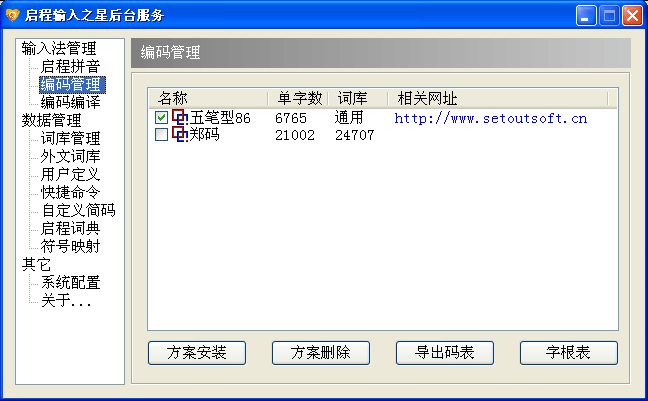 启程输入之星后台服务
输入法管理
启程拼音
编码管理
编码编译
数据管理
词库管理
外文词库
用户定义
快捷命令
自定义简码
启程词典
符号映射
其它
系统配置
关于...
编码管理
名称 单字数 词库 相关网址
五笔型86 6765 通用 http://www.setoutsoft.cn
郑码 21002 24707
方案安装 方案删除 导出码表 字根表